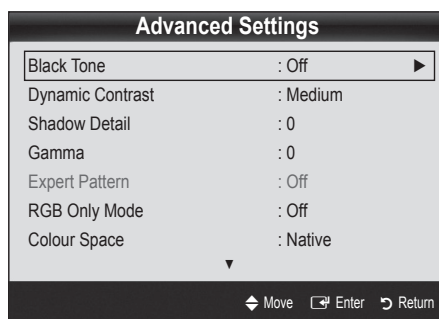 Advanced Settings
Black Tone : Off ►
Dynamic Contrast : Medium
Shadow Detail : 0
Gamma : 0
Expert Pattern : Off
RGB Only Mode : Off
Colour Space : Native
▼
Move Enter Return